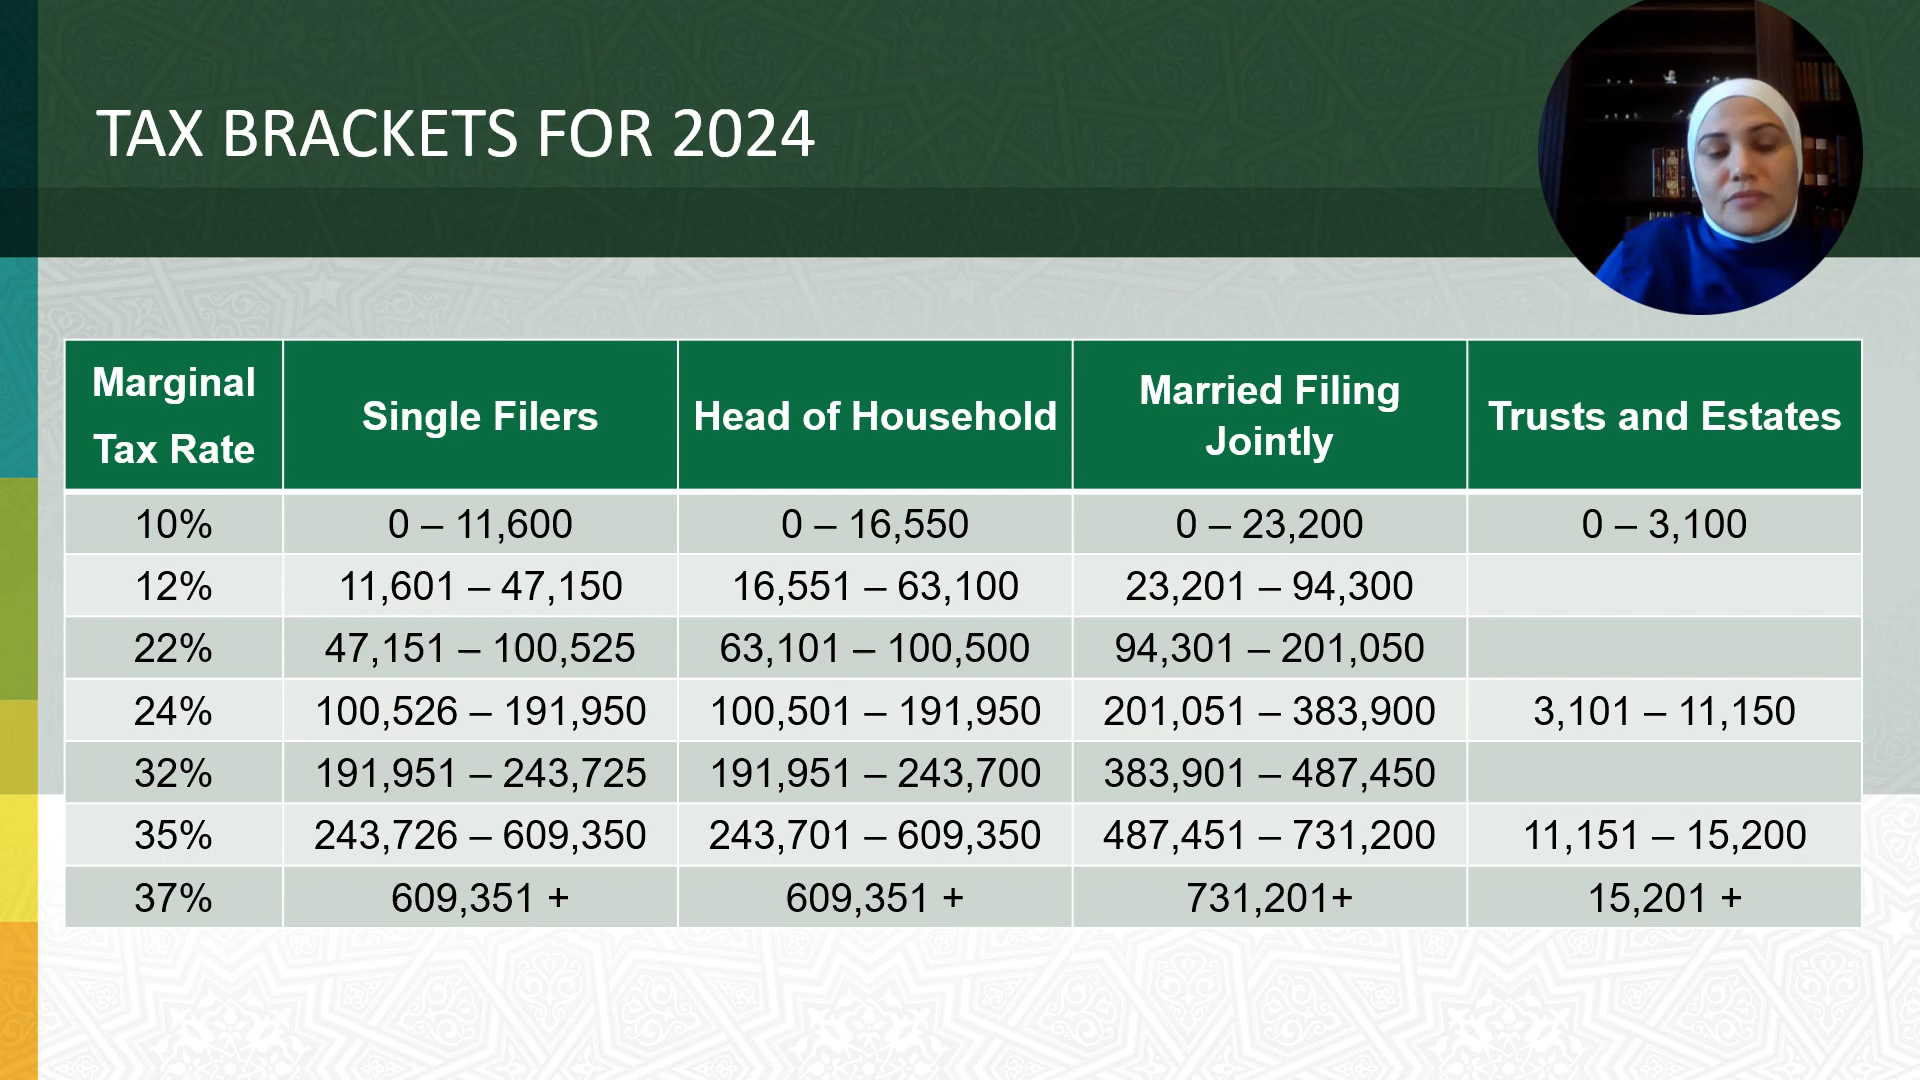 TAX BRACKETS FOR 2024
Marginal Tax Rate Single Filers Head of Household Married Filing Jointly Trusts and Estates
10% 0 – 11,600 0 – 16,550 0 – 23,200 0 – 3,100
12% 11,601 – 47,150 16,551 – 63,100 23,201 – 94,300
22% 47,151 – 100,525 63,101 – 100,500 94,301 – 201,050
24% 100,526 – 191,950 100,501 – 191,950 201,051 – 383,900 3,101 – 11,150
32% 191,951 – 243,725 191,951 – 243,700 383,901 – 487,450
35% 243,726 – 609,350 243,701 – 609,350 487,451 – 731,200 11,151 – 15,200
37% 609,351 + 609,351 + 731,201+ 15,201 +